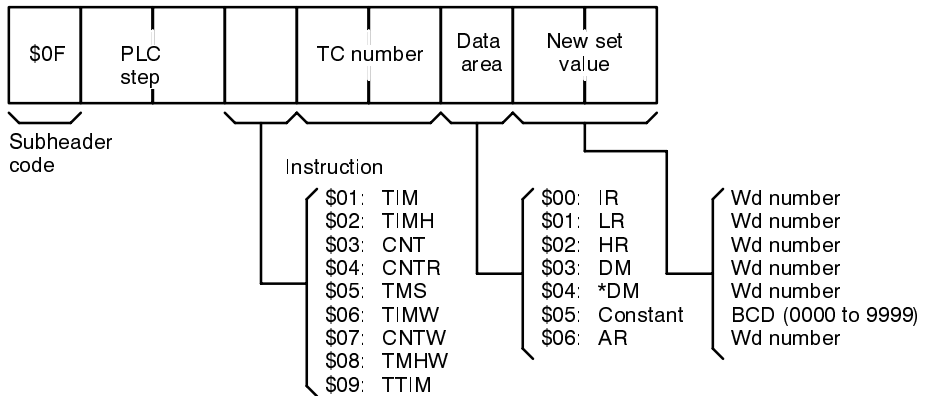 $0F
PLC
step
TC number
Data
area
New set
value
Subheader
code
Instruction
$01: TIM
$02: TIMH
$03: CNT
$04: CNTR
$05: TMS
$06: TIMW
$07: CNTW
$08: TMHW
$09: TTIM
$00: IR
$01: LR
$02: HR
$03: DM
$04: *DM
$05: Constant
$06: AR
Wd number
Wd number
Wd number
Wd number
Wd number
BCD (0000 to 9999)
Wd number